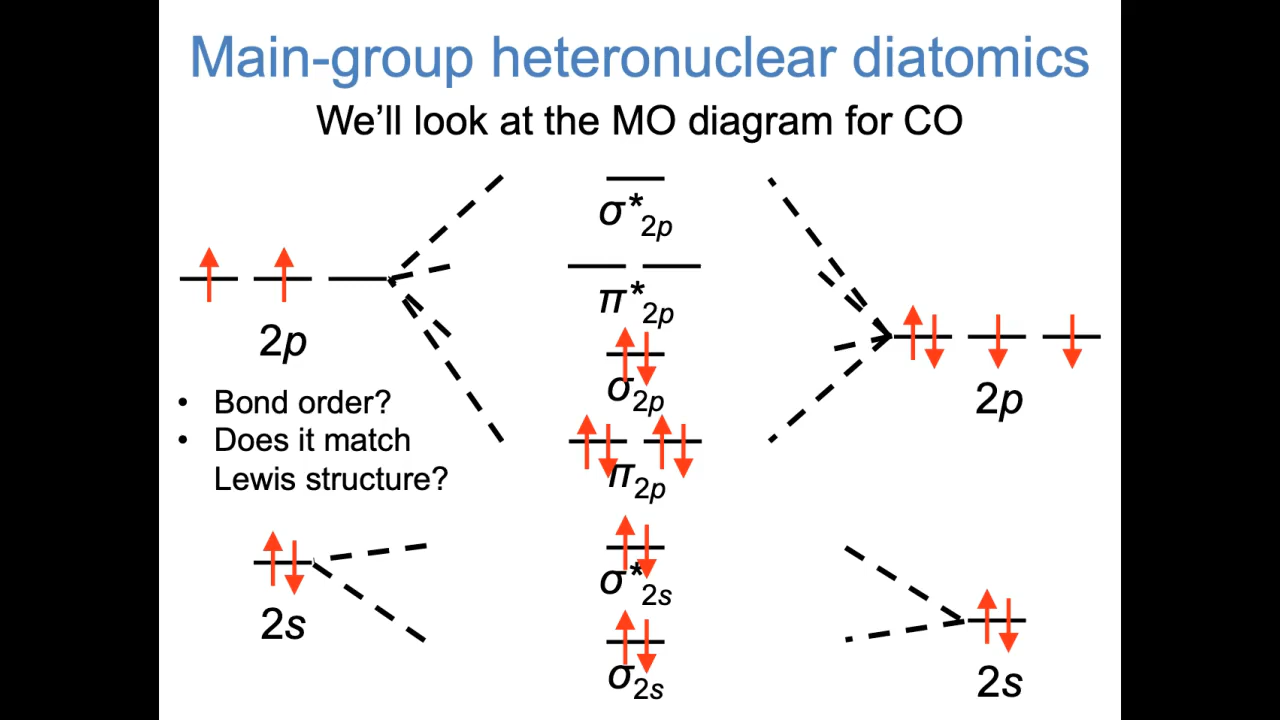 Main-group heteronuclear diatomics
We'll look at the MO diagram for CO
σ*2p
π*2p
2p
σ2p
2p
• Bond order?
• Does it match
Lewis structure?
π2p
σ*2s
2s
σ2s
2s